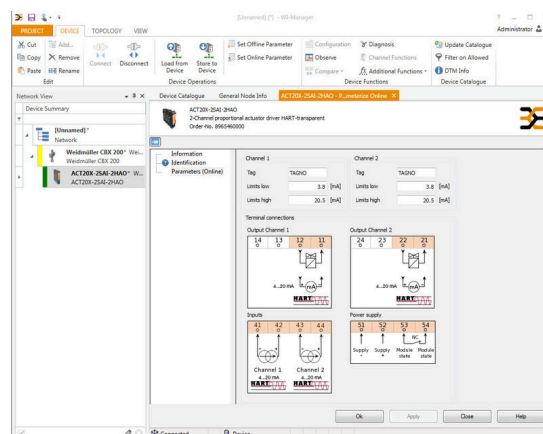 [Unnamed] [*] - WI-Manager
PROJECT DEVICE TOPOLOGY VIEW Administrator
Cut Add... Connect Disconnect Load from Device Store to Device Set Offline Parameter Configuration Diagnosis Update Catalogue
Copy Remove Set Online Parameter Observe Channel Functions Filter on Allowed
Paste Rename Compare Additional Functions DTM Info
Edit Device Operations Device Functions Device Catalogue
Network View
Device Catalogue General Node Info ACT20X-2SAI-2HAO - P...meterize Online
Device Summary
[Unnamed]*
Network:
Weidmüller CBX 200* Wei...
Weidmüller CBX 200
ACT20X-2SAI-2HAO* W...
ACT20X-2SAI-2HAO
ACT20X-2SAI-2HAO
2-Channel proportional actuator driver HART-transparent
Order-No. 8965460000
Information
Identification
Parameters (Online)
Channel 1 Channel 2
Tag TAGNO Tag TAGNO
Limits low 3.8 [mA] Limits low 3.8 [mA]
Limits high 20.5 [mA] Limits high 20.5 [mA]
Terminal connections
Output Channel 1 Output Channel 2
14 13 12 11 24 23 22 21
4..20 mA mA 4..20 mA mA
HART HART
Inputs Power supply
41 42 43 44 51 52 53 54
NC
Supply - Supply + Module state Module state
Channel 1 Channel 2
4..20 mA 4..20 mA
HART HART
Ok Apply Close Help
Connected Device